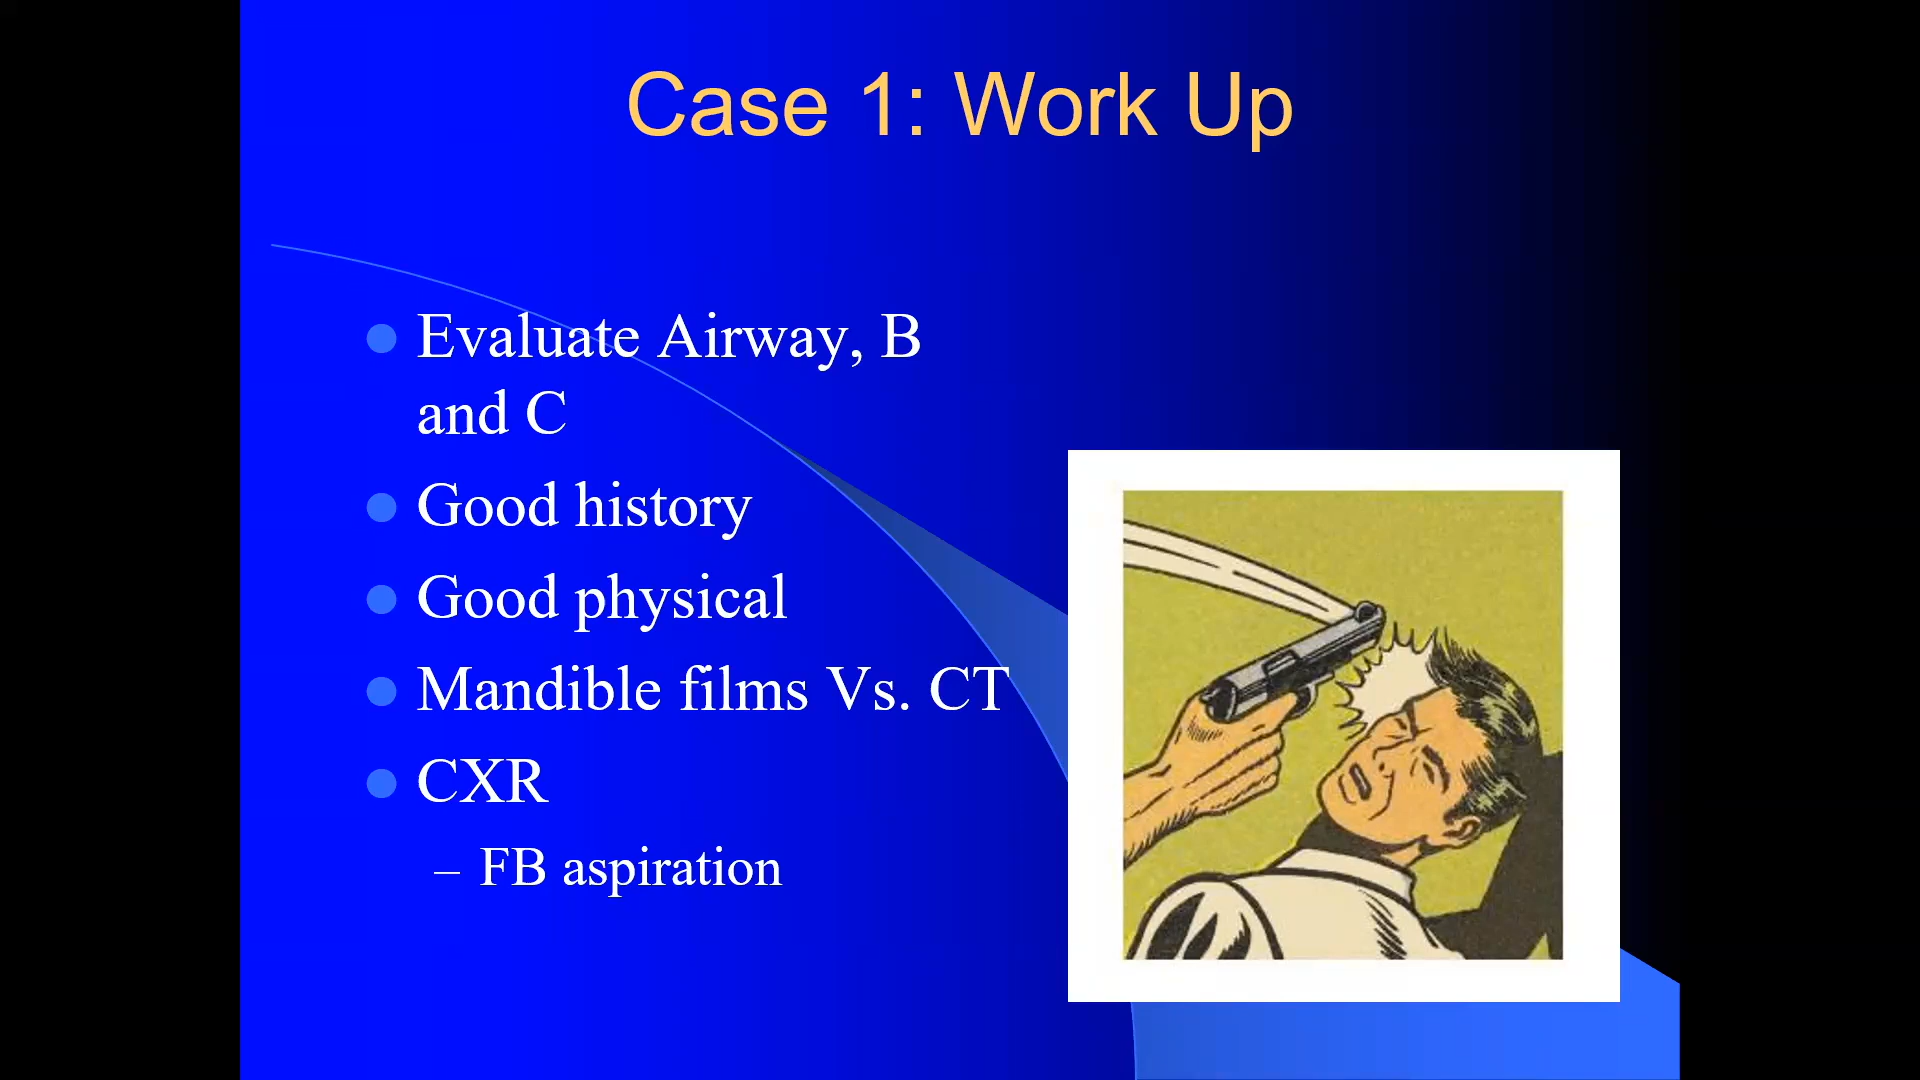 Case 1: Work Up
Evaluate Airway, B
and C
Good history
Good physical
Mandible films Vs. CT
CXR
– FB aspiration